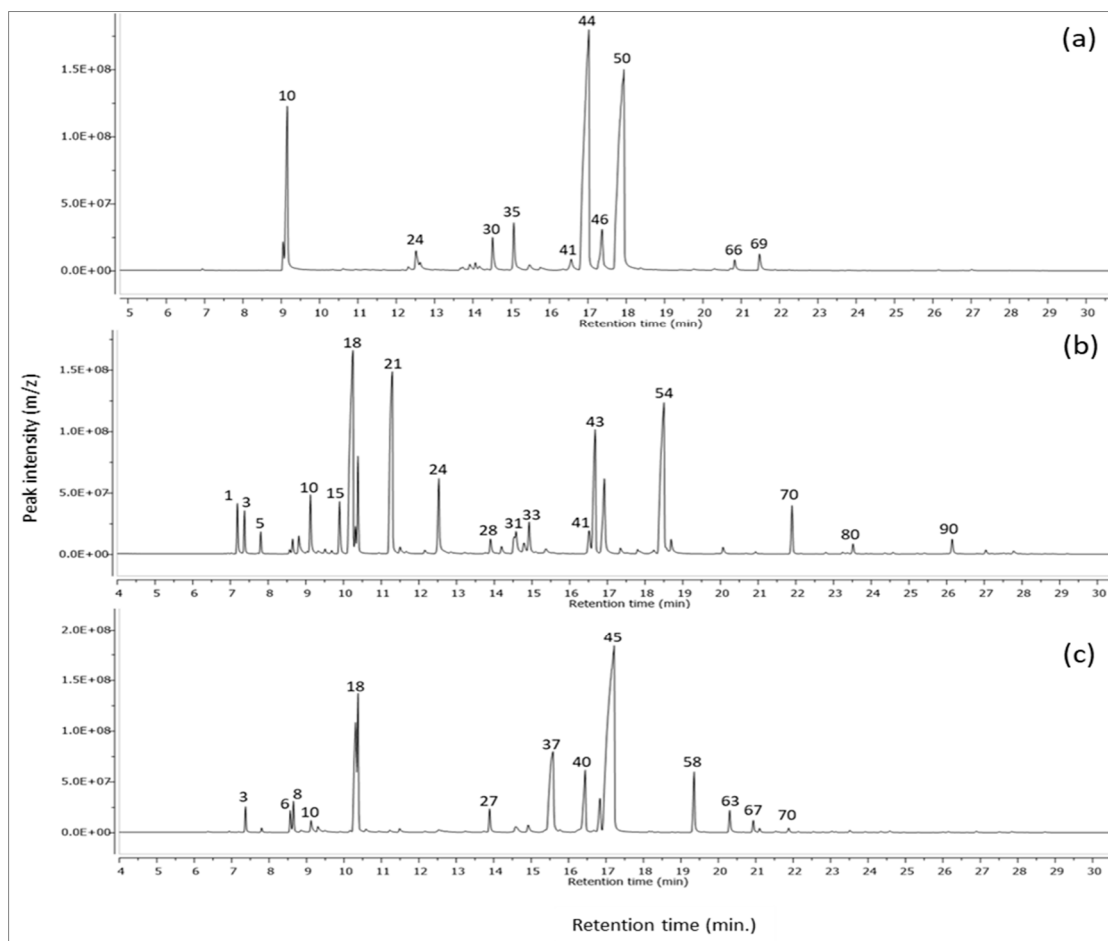 Peak intensity (m/z)
(a)
44
50
10
1.5E+08
1.0E+08
5.0E+07
0.0E+00
24
30
35
41
46
66
69
5 6 7 8 9 10 11 12 13 14 15 16 17 18 19 20 21 22 23 24 25 26 27 28 29 30
Retention time (min)
(b)
18
21
54
43
1.5E+08
1.0E+08
5.0E+07
0.0E+00
1
3
5
10
15
24
28
31
33
41
70
80
90
4 5 6 7 8 9 10 11 12 13 14 15 16 17 18 19 20 21 22 23 24 25 26 27 28 29 30
Retention time (min)
(c)
45
18
2.0E+08
1.5E+08
1.0E+08
5.0E+07
0.0E+00
3
6
8
10
27
37
40
58
63
67
70
4 5 6 7 8 9 10 11 12 13 14 15 16 17 18 19 20 21 22 23 24 25 26 27 28 29 30
Retention time (min)
Retention time (min.)